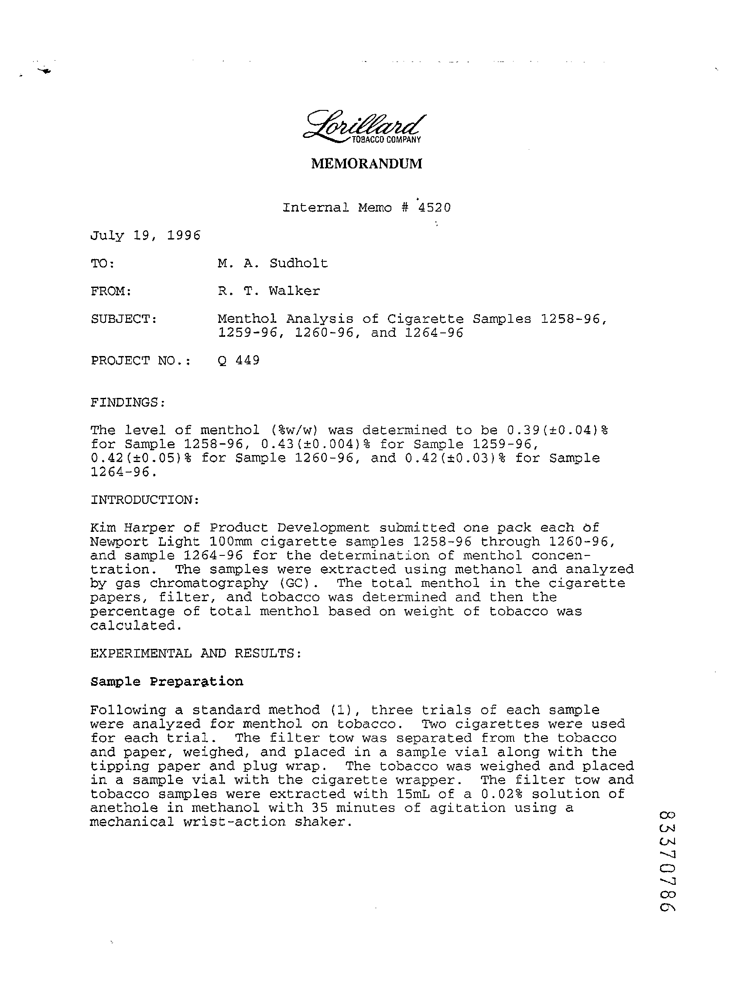 Lorillard
TOBACCO COMPANY
MEMORANDUM
Internal Memo # 4520
July 19, 1996
TO: M. A. Sudholt
FROM: R. T. Walker
SUBJECT: Menthol Analysis of Cigarette Samples 1258-96,
1259-96, 1260-96, and 1264-96
PROJECT NO.: Q 449
FINDINGS:
The level of menthol (%w/w) was determined to be 0.39(±0.04)%
for Sample 1258-96, 0.43(±0.004)% for Sample 1259-96,
0.42(±0.05)% for Sample 1260-96, and 0.42(±0.03)% for Sample
1264-96.
INTRODUCTION:
Kim Harper of Product Development submitted one pack each of
Newport Light 100mm cigarette samples 1258-96 through 1260-96,
and sample 1264-96 for the determination of menthol concen-
tration. The samples were extracted using methanol and analyzed
by gas chromatography (GC). The total menthol in the cigarette
papers, filter, and tobacco was determined and then the
percentage of total menthol based on weight of tobacco was
calculated.
EXPERIMENTAL AND RESULTS:
Sample Preparation
Following a standard method (1), three trials of each sample
were analyzed for menthol on tobacco. Two cigarettes were used
for each trial. The filter tow was separated from the tobacco
and paper, weighed, and placed in a sample vial along with the
tipping paper and plug wrap. The tobacco was weighed and placed
in a sample vial with the cigarette wrapper. The filter tow and
tobacco samples were extracted with 15mL of a 0.02% solution of
anethole in methanol with 35 minutes of agitation using a
mechanical wrist-action shaker.
83370786